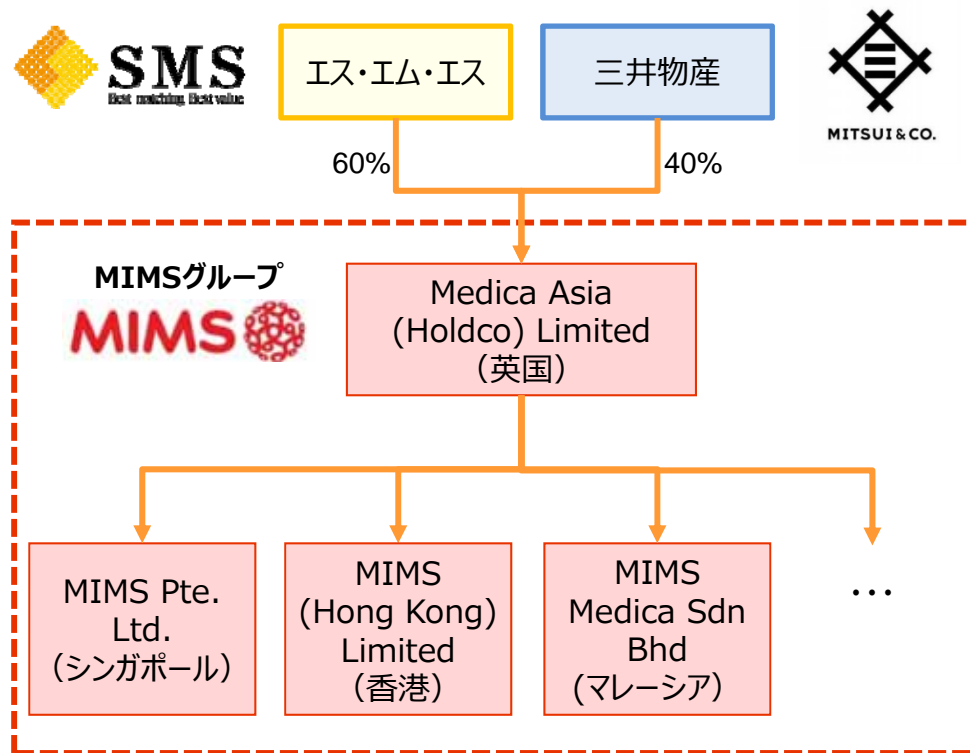 SMS
Best matching, Best value
エス・エム・エス
三井物産
MITSUI & CO.
60%
40%
MIMSグループ
MIMS
Medica Asia
(Holdco) Limited
（英国）
MIMS Pte.
Ltd.
（シンガポール）
MIMS
(Hong Kong)
Limited
（香港）
MIMS
Medica Sdn
Bhd
(マレーシア）
…